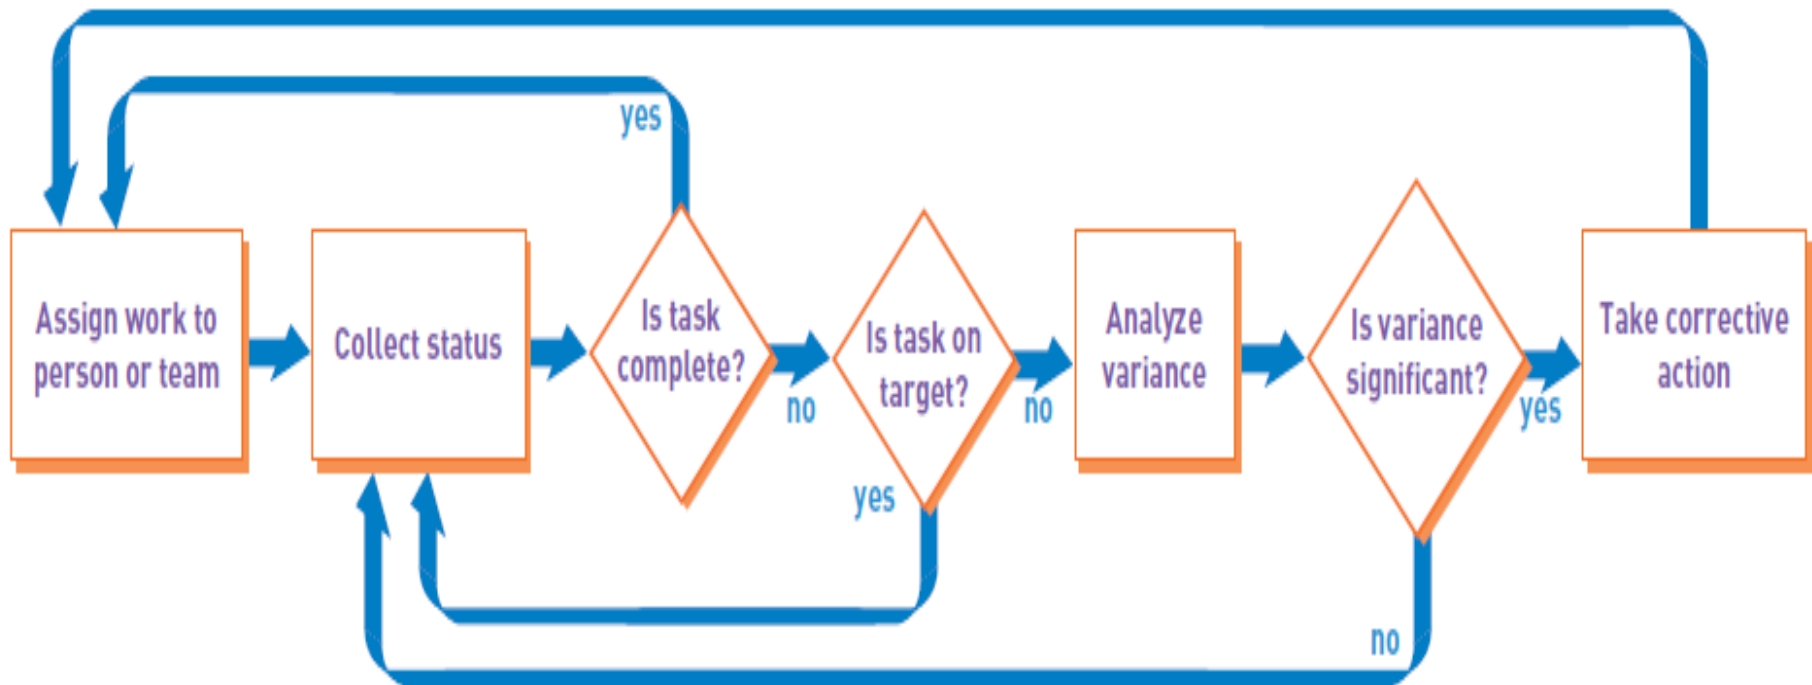 yes
Assign work to
person or team
Collect status
Is task
complete?
no
Is task on
target?
no
yes
Analyze
variance
Is variance
significant?
yes
no
Take corrective
action